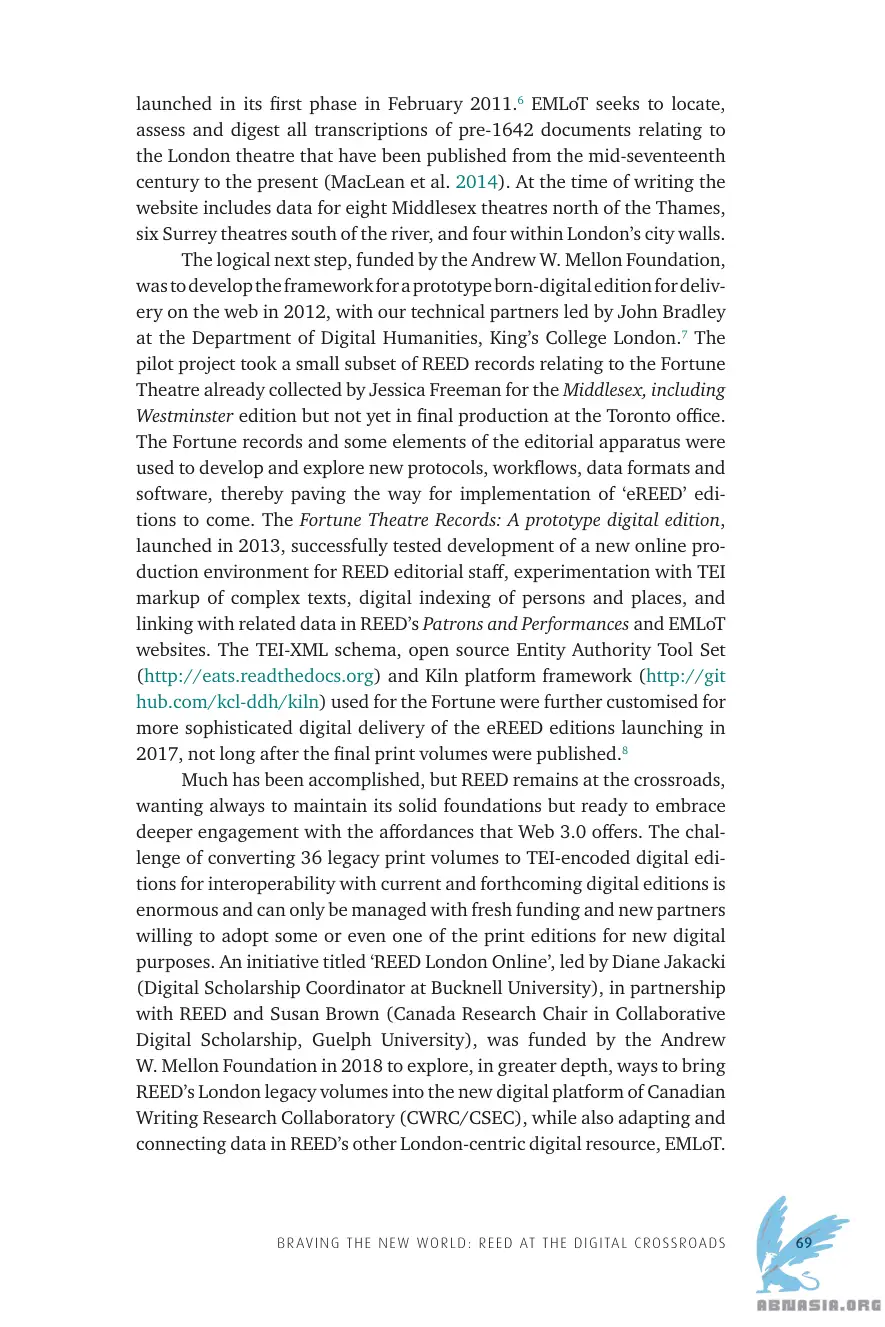 launched in its first phase in February 2011.6 EMLoT seeks to locate,
assess and digest all transcriptions of pre-1642 documents relating to
the London theatre that have been published from the mid-seventeenth
century to the present (MacLean et al. 2014). At the time of writing the
website includes data for eight Middlesex theatres north of the Thames,
six Surrey theatres south of the river, and four within London’s city walls.
The logical next step, funded by the Andrew W. Mellon Foundation,
was to develop the framework for a prototype born-digital edition for deliv-
ery on the web in 2012, with our technical partners led by John Bradley
at the Department of Digital Humanities, King’s College London.7 The
pilot project took a small subset of REED records relating to the Fortune
Theatre already collected by Jessica Freeman for the Middlesex, including
Westminster edition but not yet in final production at the Toronto office.
The Fortune records and some elements of the editorial apparatus were
used to develop and explore new protocols, workflows, data formats and
software, thereby paving the way for implementation of ‘eREED’ edi-
tions to come. The Fortune Theatre Records: A prototype digital edition,
launched in 2013, successfully tested development of a new online pro-
duction environment for REED editorial staff, experimentation with TEI
markup of complex texts, digital indexing of persons and places, and
linking with related data in REED’s Patrons and Performances and EMLoT
websites. The TEI-XML schema, open source Entity Authority Tool Set
(http://eats.readthedocs.org) and Kiln platform framework (http://git
hub.com/kcl-ddh/kiln) used for the Fortune were further customised for
more sophisticated digital delivery of the eREED editions launching in
2017, not long after the final print volumes were published.8
Much has been accomplished, but REED remains at the crossroads,
wanting always to maintain its solid foundations but ready to embrace
deeper engagement with the affordances that Web 3.0 offers. The chal-
lenge of converting 36 legacy print volumes to TEI-encoded digital edi-
tions for interoperability with current and forthcoming digital editions is
enormous and can only be managed with fresh funding and new partners
willing to adopt some or even one of the print editions for new digital
purposes. An initiative titled ‘REED London Online’, led by Diane Jakacki
(Digital Scholarship Coordinator at Bucknell University), in partnership
with REED and Susan Brown (Canada Research Chair in Collaborative
Digital Scholarship, Guelph University), was funded by the Andrew
W. Mellon Foundation in 2018 to explore, in greater depth, ways to bring
REED’s London legacy volumes into the new digital platform of Canadian
Writing Research Collaboratory (CWRC/CSEC), while also adapting and
connecting data in REED’s other London-centric digital resource, EMLoT.
BRAVING THE NEW WORLD: REED AT THE DIGITAL CROSSROADS 69
ABNASIA.ORG